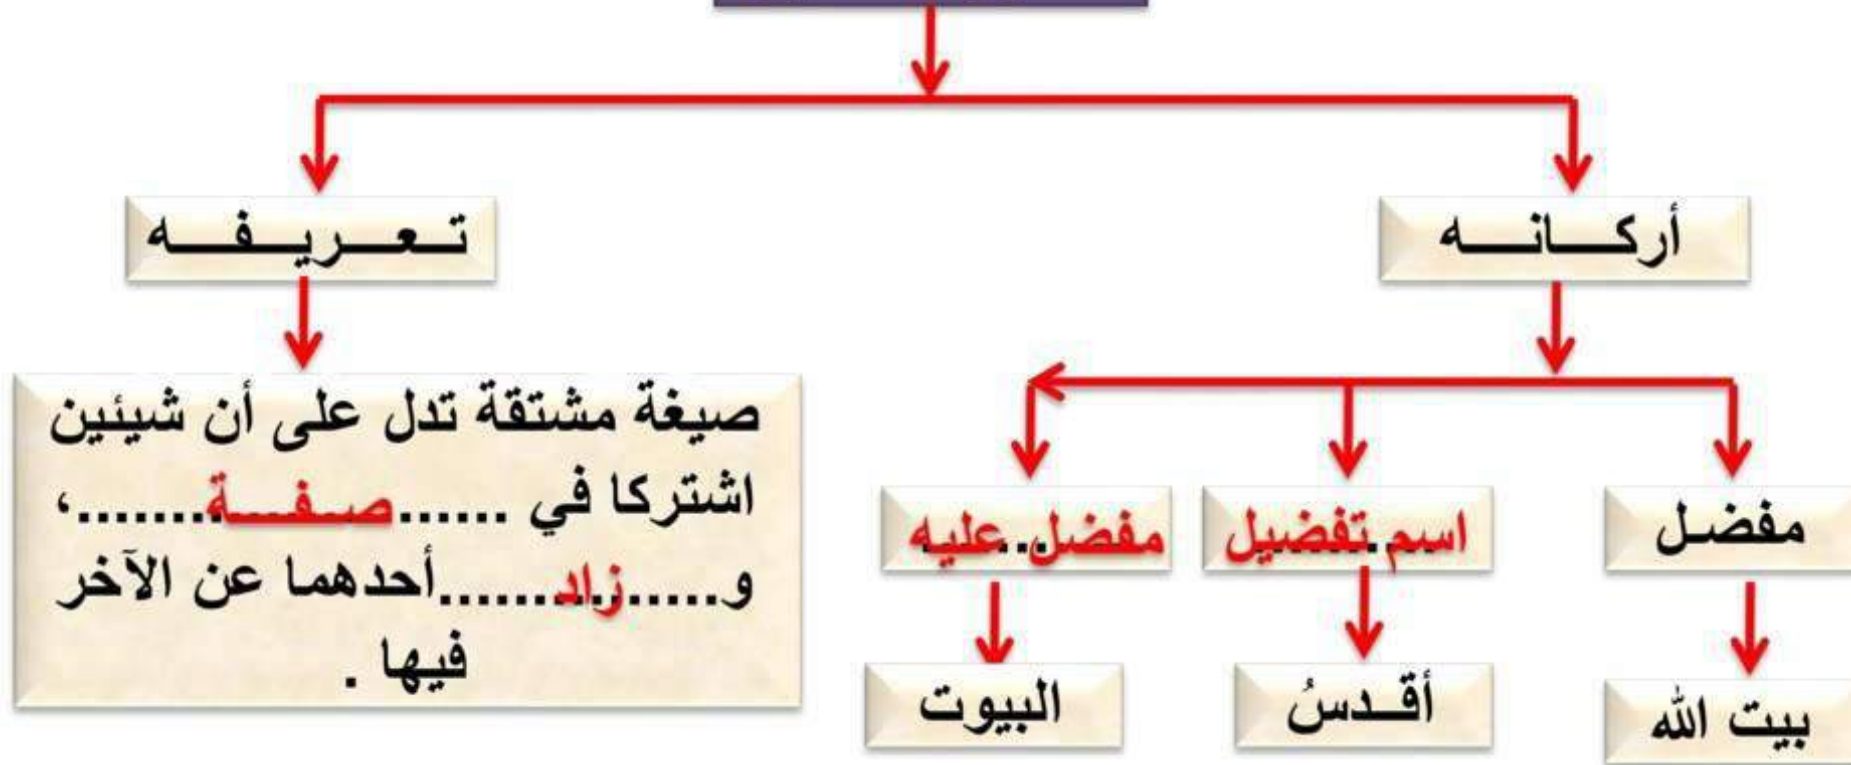 أركانه
تعريفه
مفضل
اسم تفضيل
مفضل عليه
بيت الله
أقدسُ
البيوت
صيغة مشتقة تدل على أن شيئين
اشتركا في ......صفة.......،
و......زاد.......أحدهما عن الآخر
فيها .